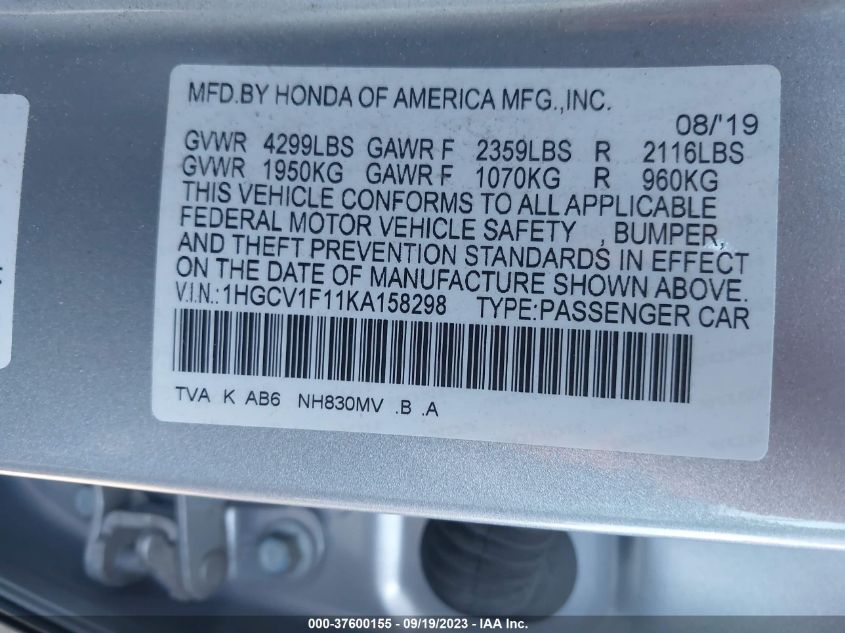 MFD.BY HONDA OF AMERICA MFG.,INC.
08/'19
GVWR 4299LBS GAWR F 2359LBS R 2116LBS
GVWR 1950KG GAWR F 1070KG R 960KG
THIS VEHICLE CONFORMS TO ALL APPLICABLE
FEDERAL MOTOR VEHICLE SAFETY , BUMPER,
AND THEFT PREVENTION STANDARDS IN EFFECT
ON THE DATE OF MANUFACTURE SHOWN ABOVE.
V.I.N.:1HGCV1F11KA158298 TYPE:PASSENGER CAR
TVA K AB6 NH830MV .B .A
000-37600155 - 09/19/2023 - IAA Inc.